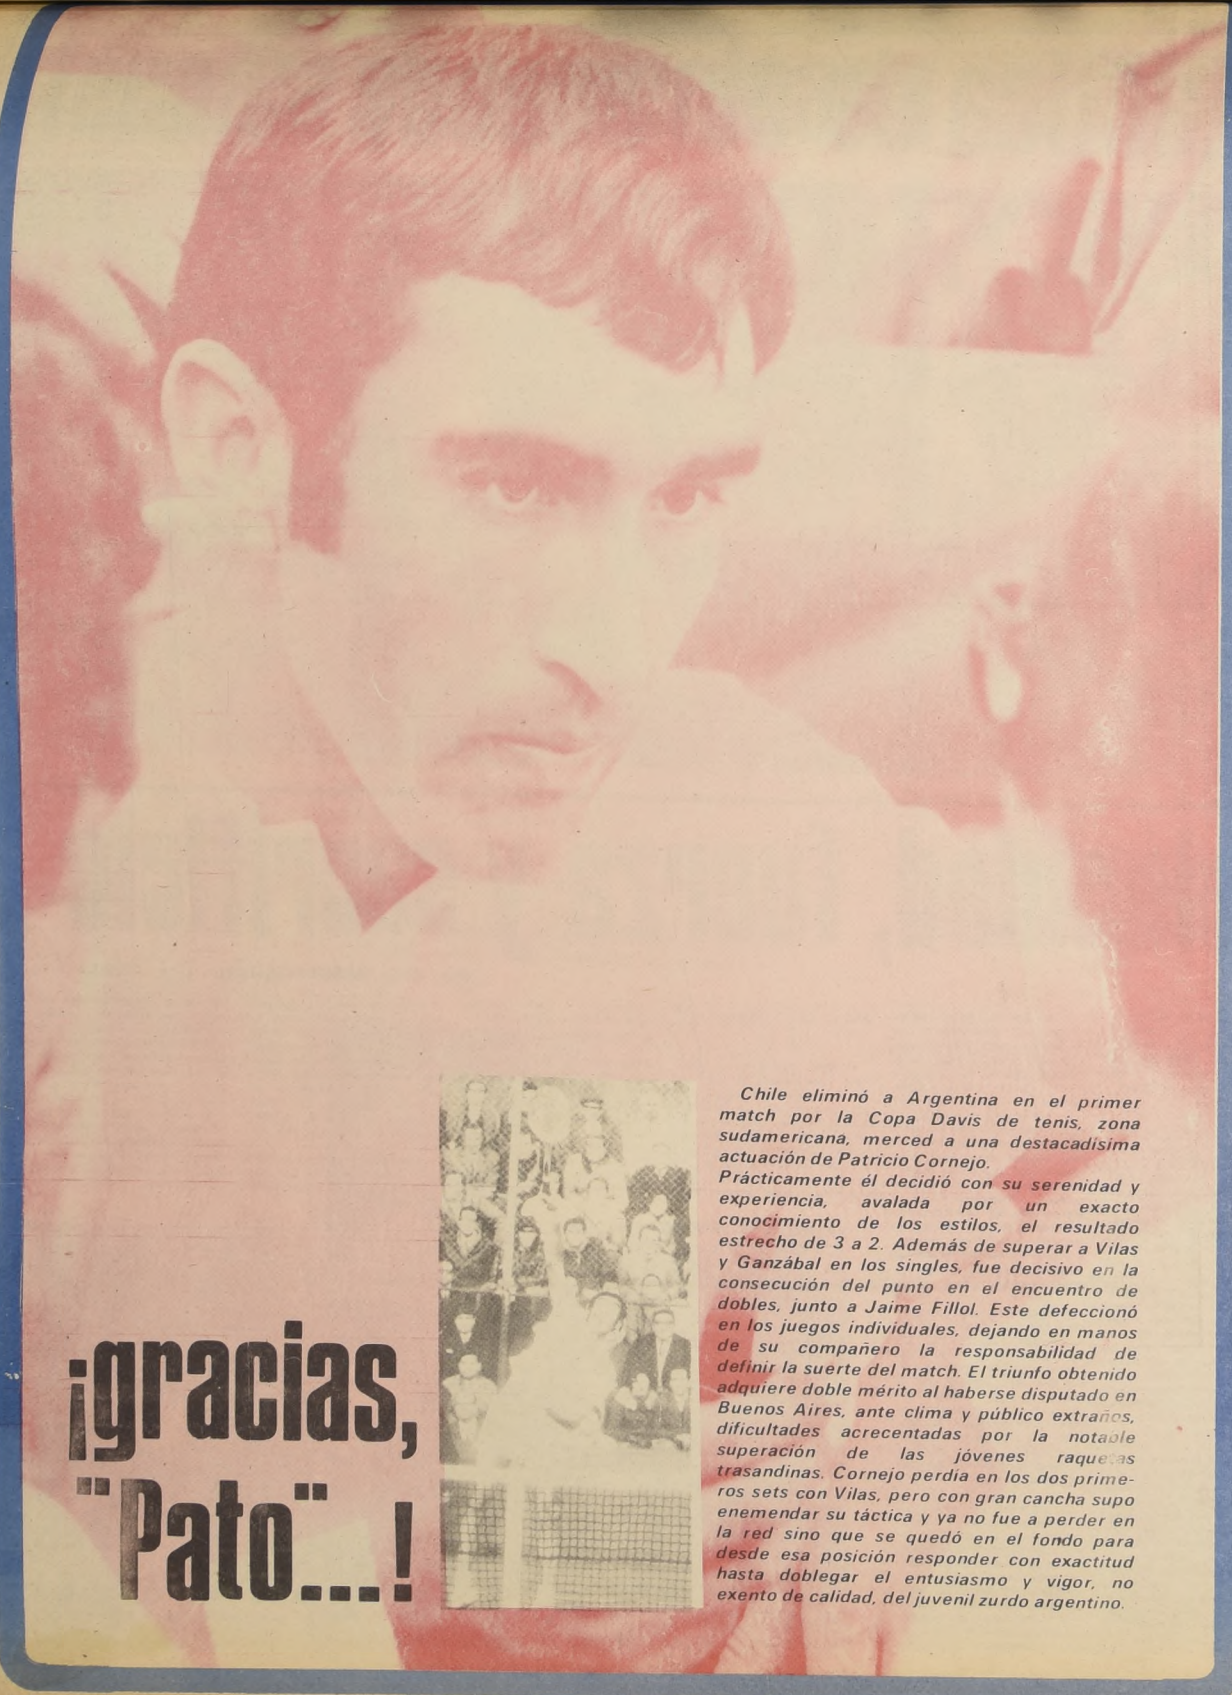 ¡gracias,
"Pato"...!
Chile eliminó a Argentina en el primer
match por la Copa Davis de tenis, zona
sudamericana, merced a una destacadísima
actuación de Patricio Cornejo.
Prácticamente él decidió con su serenidad y
experiencia, avalada por un exacto
conocimiento de los estilos, el resultado
estrecho de 3 a 2. Además de superar a Vilas
y Ganzábal en los singles, fue decisivo en la
consecución del punto en el encuentro de
dobles, junto a Jaime Fillol. Este defeccionó
en los juegos individuales, dejando en manos
de su compañero la responsabilidad de
definir la suerte del match. El triunfo obtenido
adquiere doble mérito al haberse disputado en
Buenos Aires, ante clima y público extraños,
dificultades acrecentadas por la notable
superación de las jóvenes raquetas
trasandinas. Cornejo perdía en los dos prime-
ros sets con Vilas, pero con gran cancha supo
enemendar su táctica y ya no fue a perder en
la red sino que se quedó en el fondo para
desde esa posición responder con exactitud
hasta doblegar el entusiasmo y vigor, no
exento de calidad, del juvenil zurdo argentino.